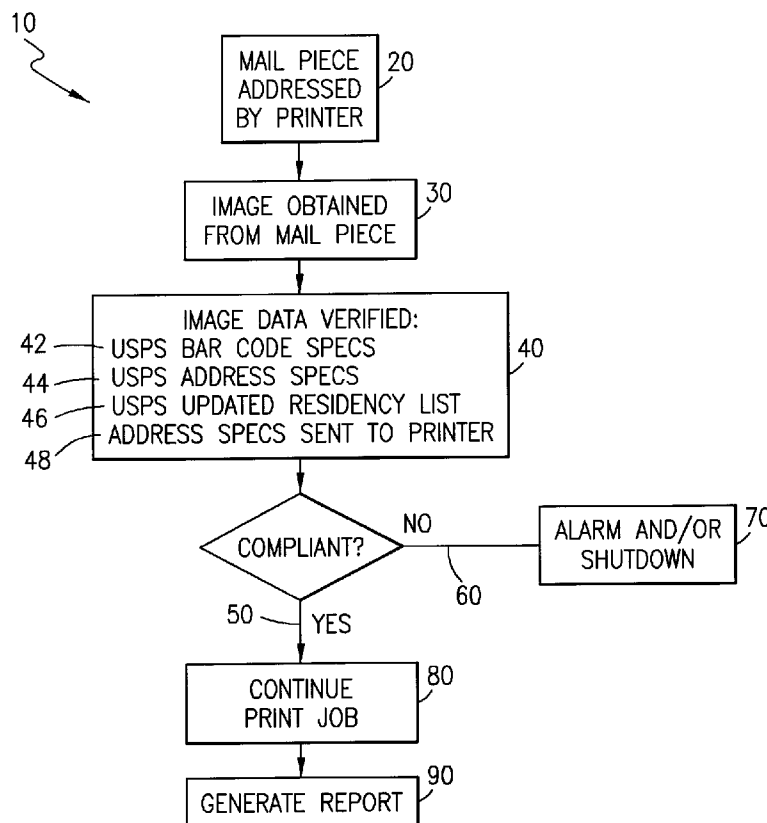 10
MAIL PIECE
ADDRESSED
BY PRINTER
20
IMAGE OBTAINED
FROM MAIL PIECE
30
IMAGE DATA VERIFIED:
42 USPS BAR CODE SPECS
44 USPS ADDRESS SPECS
46 USPS UPDATED RESIDENCY LIST
48 ADDRESS SPECS SENT TO PRINTER
40
COMPLIANT?
NO
60
ALARM AND/OR
SHUTDOWN
70
50 YES
CONTINUE
PRINT JOB
80
GENERATE REPORT
90